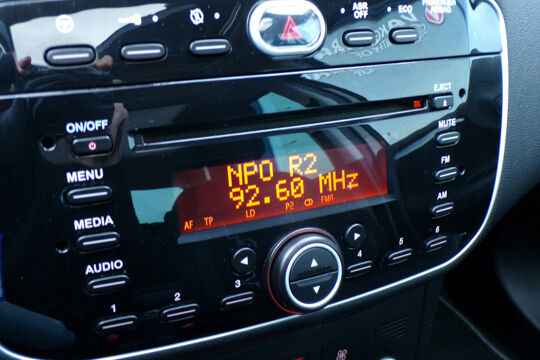 ASR
OFF
ECO
EJECT
ON/OFF
MUTE
NPO R2
92.60 MHz
FM
MENU
AF TP LD P2 CD FMA
AM
MEDIA
AUDIO
1
2
3
4
5
6